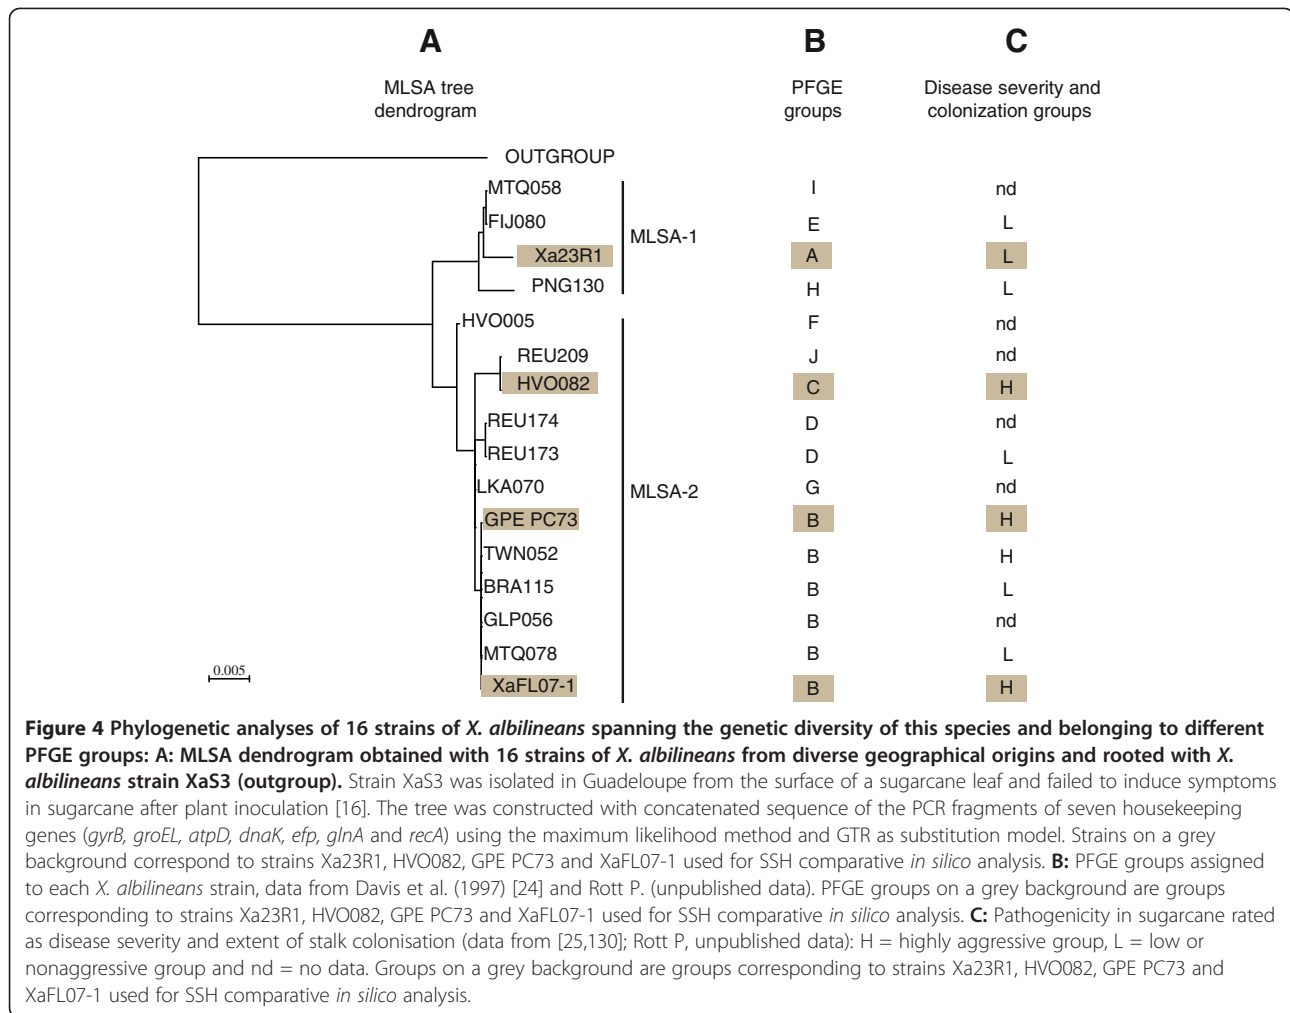 A B C
MLSA tree PFGE Disease severity and
dendrogram groups colonization groups
OUTGROUP
MTQ058 I nd
FIJ080 E L
MLSA-1
Xa23R1 A L
PNG130 H L
HVO005 F nd
REU209 J nd
HVO082 C H
REU174 D nd
REU173 D L
LKA070 G nd
MLSA-2
GPE PC73 B H
TWN052 B H
BRA115 B L
GLP056 B nd
MTQ078 B L
0.005
XaFL07-1 B H
Figure 4 Phylogenetic analyses of 16 strains of X. albilineans spanning the genetic diversity of this species and belonging to different
PFGE groups: A: MLSA dendrogram obtained with 16 strains of X. albilineans from diverse geographical origins and rooted with X.
albilineans strain XaS3 (outgroup). Strain XaS3 was isolated in Guadeloupe from the surface of a sugarcane leaf and failed to induce symptoms
in sugarcane after plant inoculation [16]. The tree was constructed with concatenated sequence of the PCR fragments of seven housekeeping
genes (gyrB, groEL, atpD, dnaK, efp, glnA and recA) using the maximum likelihood method and GTR as substitution model. Strains on a grey
background correspond to strains Xa23R1, HVO082, GPE PC73 and XaFL07-1 used for SSH comparative in silico analysis. B: PFGE groups assigned
to each X. albilineans strain, data from Davis et al. (1997) [24] and Rott P. (unpublished data). PFGE groups on a grey background are groups
corresponding to strains Xa23R1, HVO082, GPE PC73 and XaFL07-1 used for SSH comparative in silico analysis. C: Pathogenicity in sugarcane rated
as disease severity and extent of stalk colonisation (data from [25,130]; Rott P, unpublished data): H = highly aggressive group, L = low or
nonaggressive group and nd = no data. Groups on a grey background are groups corresponding to strains Xa23R1, HVO082, GPE PC73 and
XaFL07-1 used for SSH comparative in silico analysis.